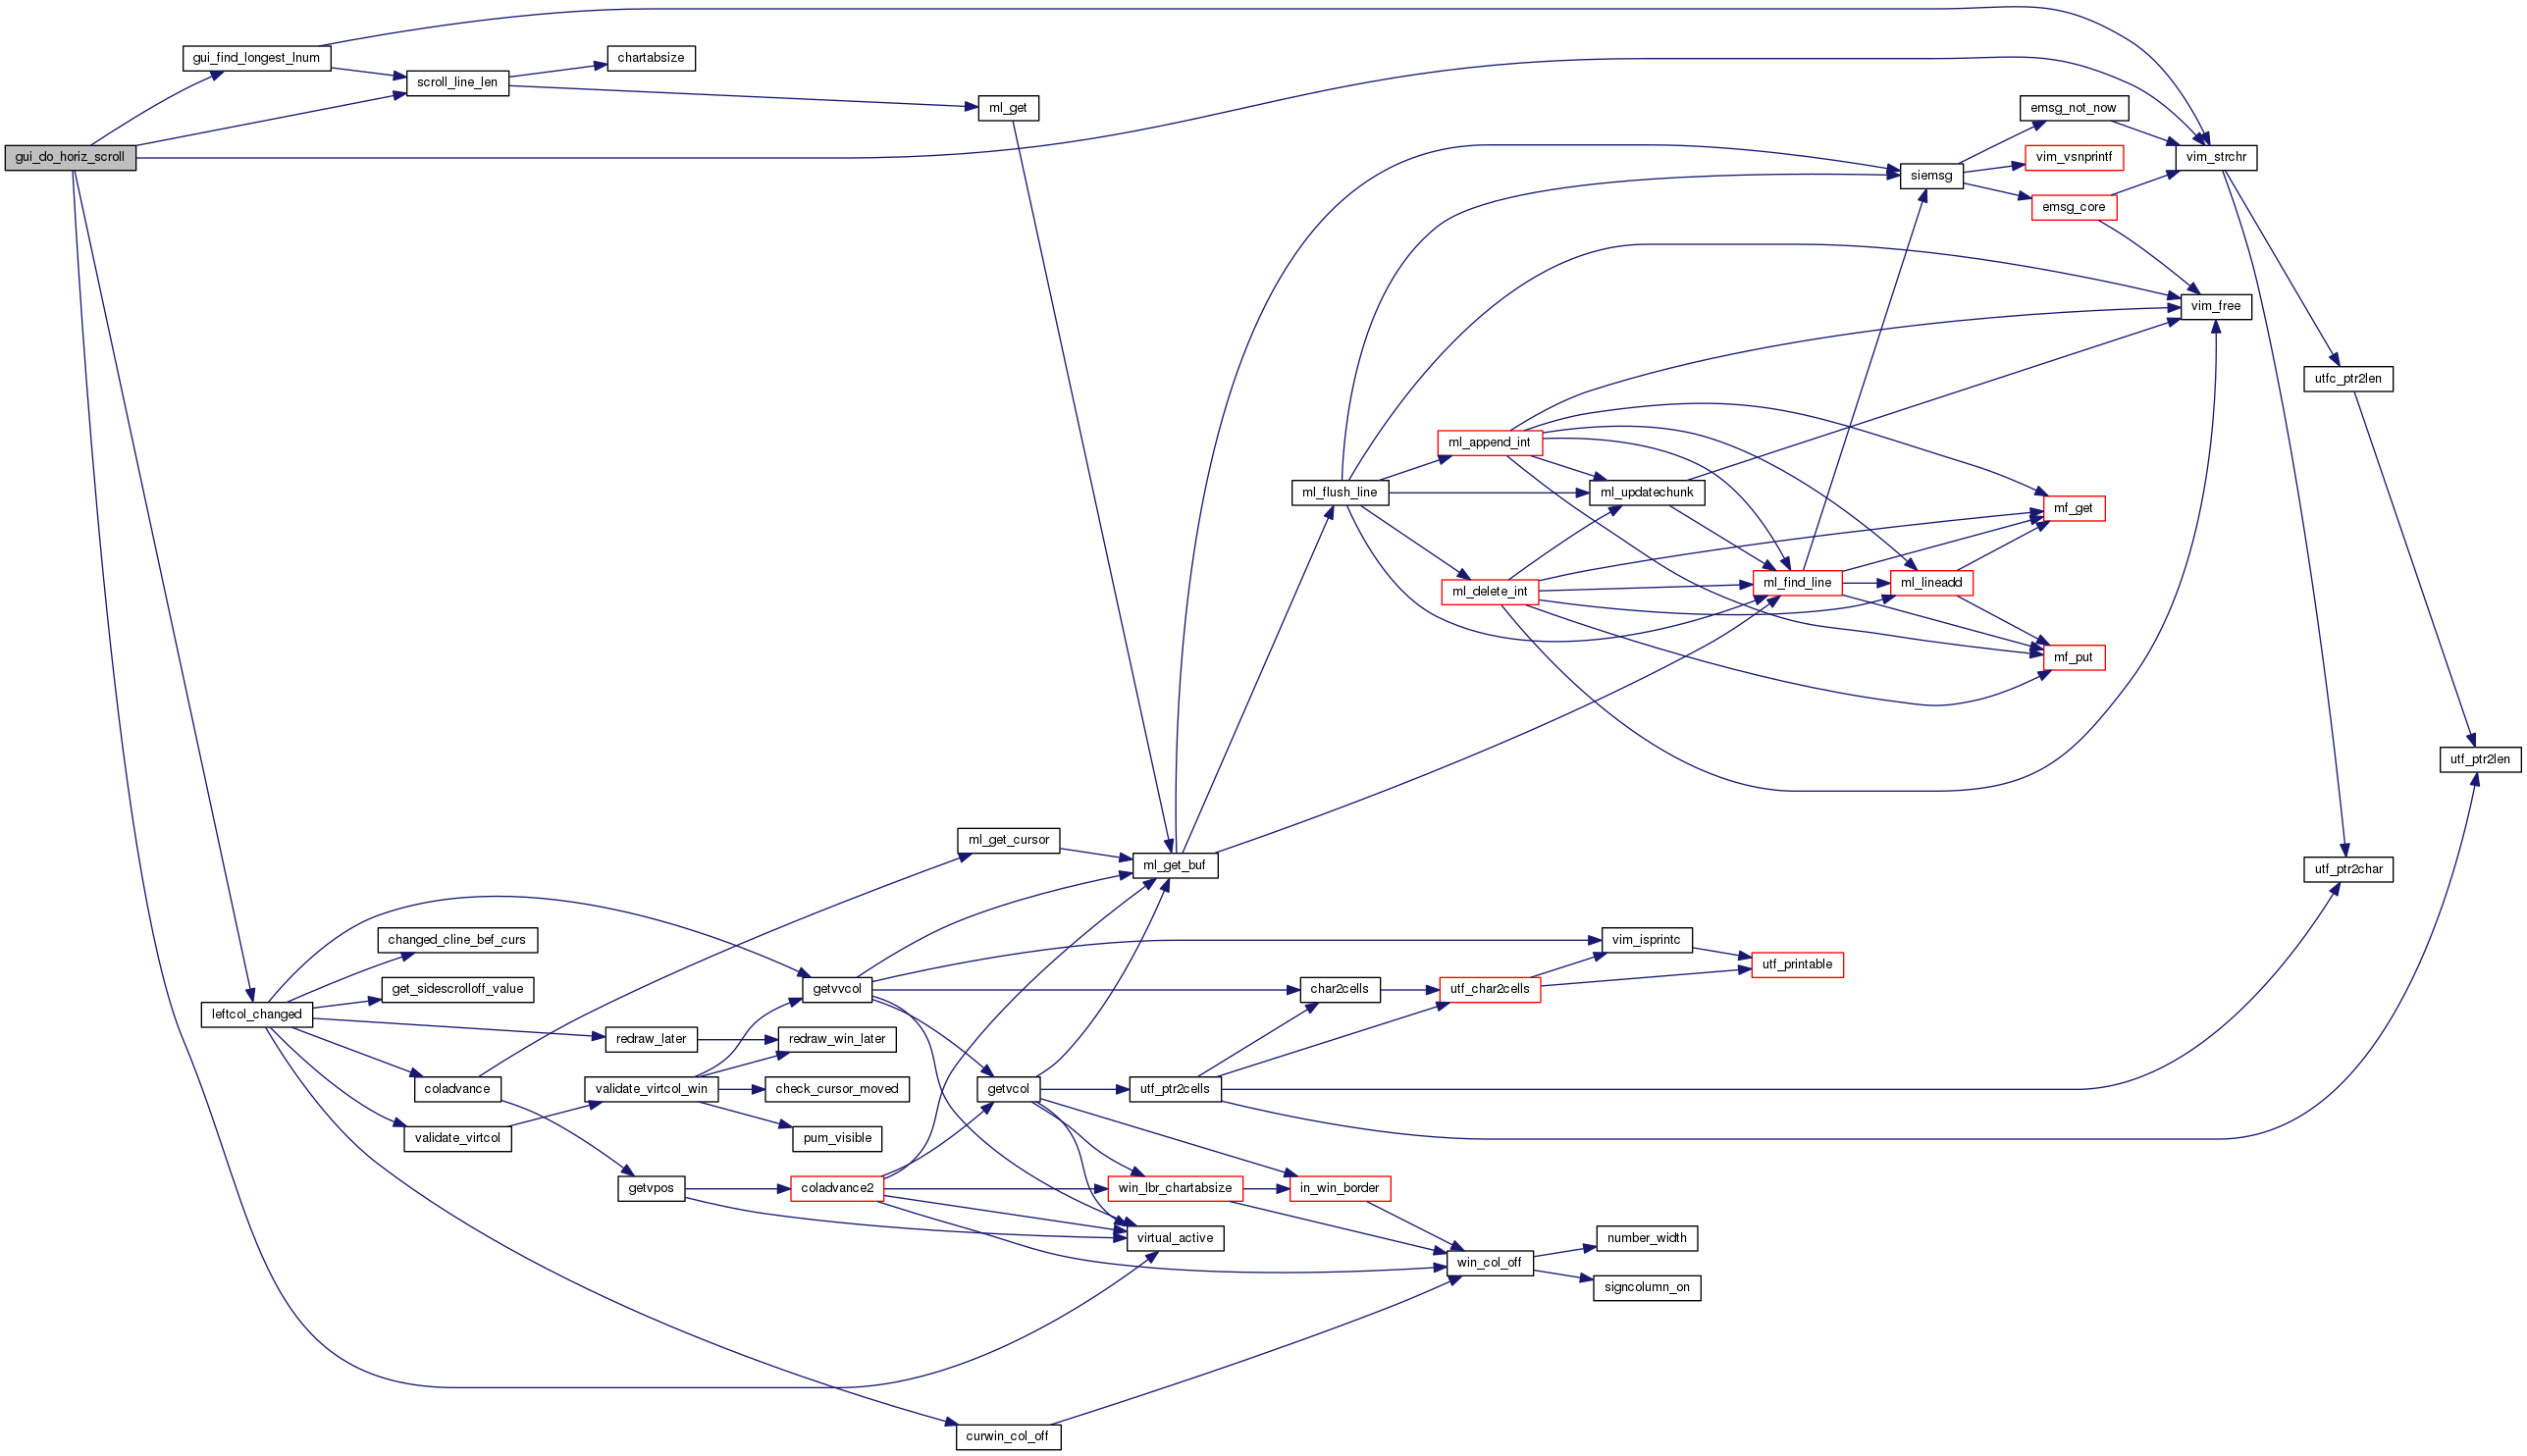 gui_do_horiz_scroll
gui_find_longest_lnum
scroll_line_len
chartabsize
ml_get
emsg_not_now
vim_vsnprintf
siemsg
emsg_core
vim_strchr
vim_free
utfc_ptr2len
ml_append_int
ml_flush_line
ml_updatechunk
mf_get
ml_delete_int
ml_find_line
ml_lineadd
mf_put
utf_ptr2len
ml_get_cursor
ml_get_buf
utf_ptr2char
changed_cline_bef_curs
get_sidescrolloff_value
leftcol_changed
getvvcol
vim_isprintc
utf_printable
char2cells
utf_char2cells
redraw_later
redraw_win_later
coladvance
validate_virtcol_win
check_cursor_moved
getvcol
utf_ptr2cells
validate_virtcol
pum_visible
getvpos
coladvance2
win_lbr_chartabsize
in_win_border
virtual_active
number_width
win_col_off
signcolumn_on
curwin_col_off